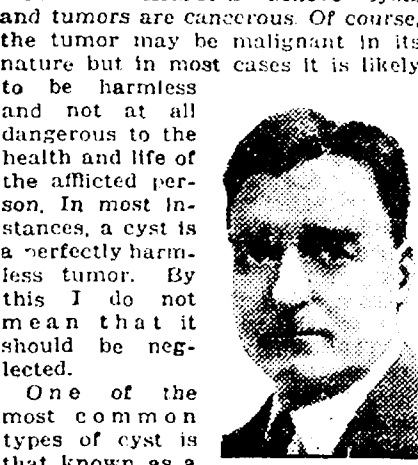 and tumors are cancerous. Of course,
the tumor may be malignant in its
nature but in most cases it is likely
to be harmless
and not at all
dangerous to the
health and life of
the afflicted per-
son. In most in-
stances, a cyst is
a perfectly harm-
less tumor. By
this I do not
mean that it
should be neg-
lected.
One of the
most common
types of cyst is
that known as a